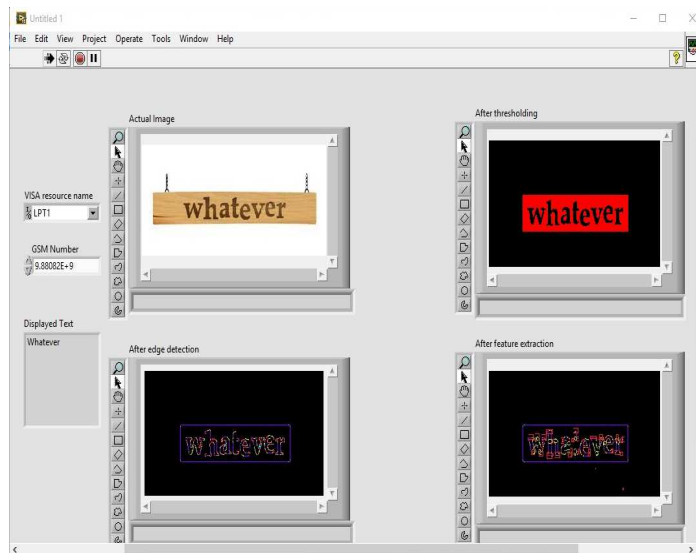 Untitled 1
File Edit View Project Operate Tools Window Help
Actual Image
whatever
After thresholding
whatever
VISA resource name
LPT1
GSM Number
9.88082E+9
Displayed Text
Whatever
After edge detection
whatever
After feature extraction
whatever